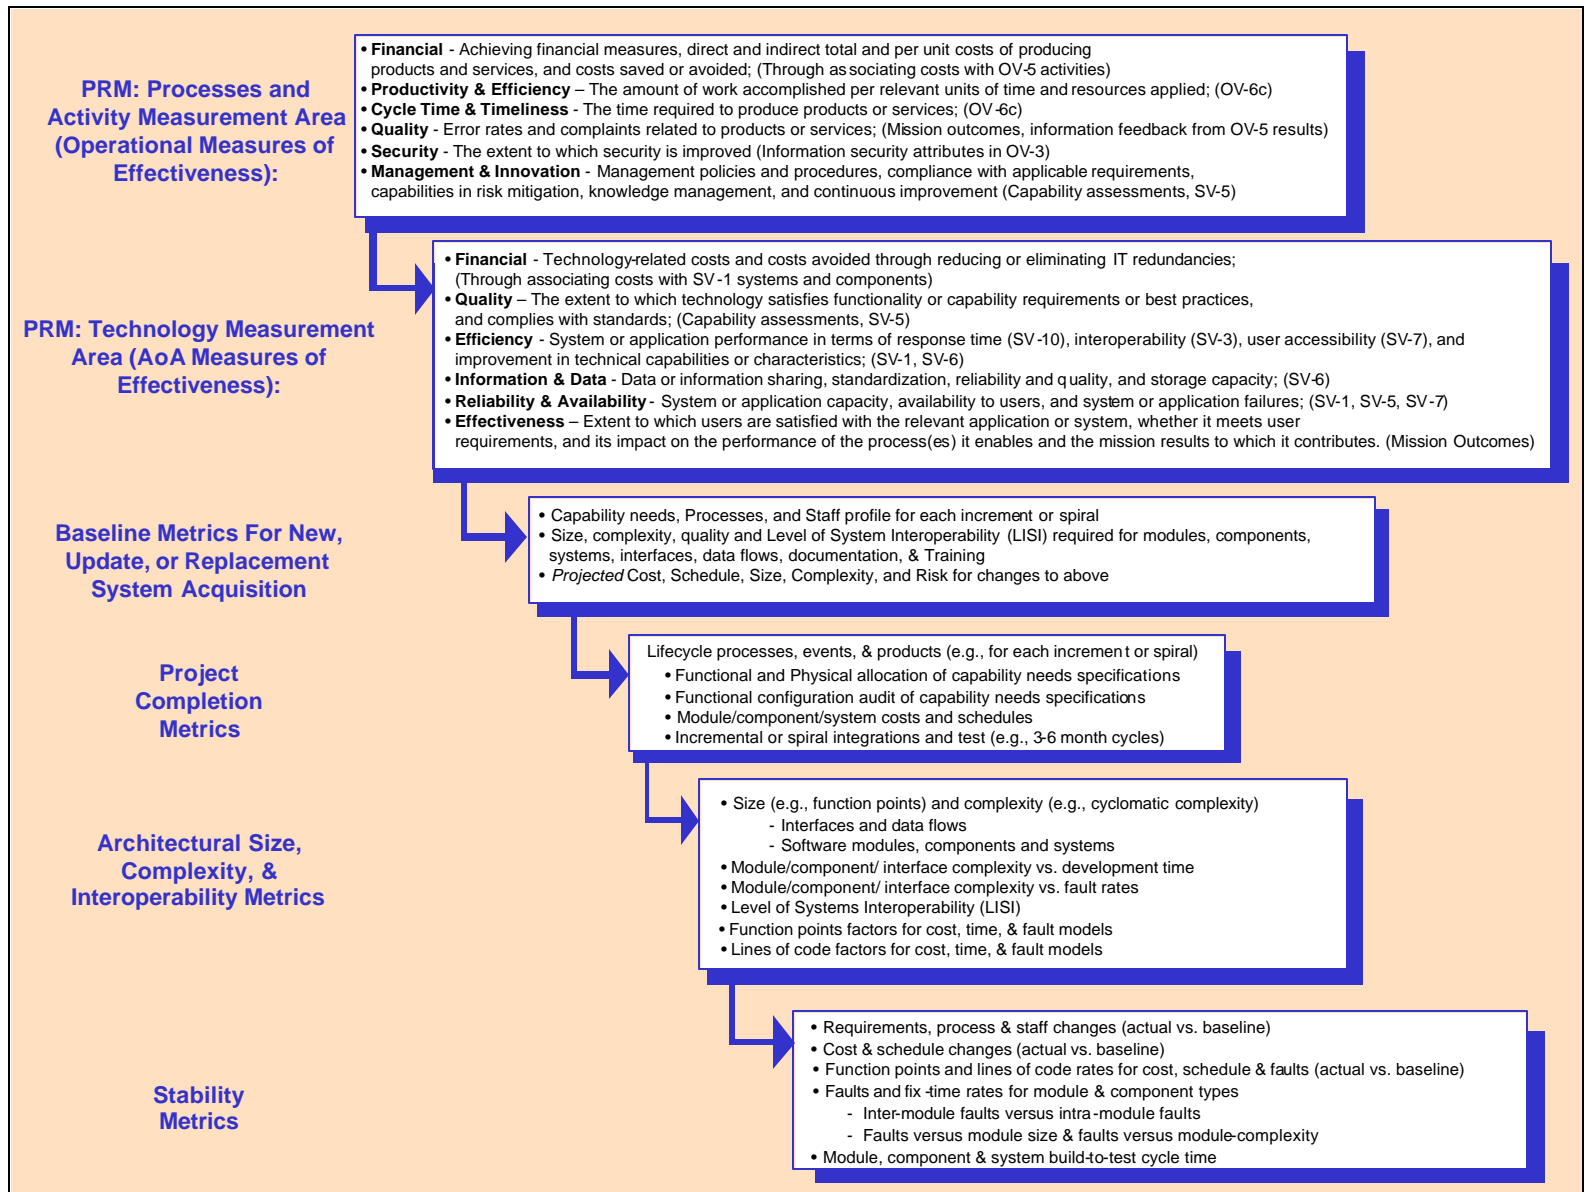 PRM: Processes and
Activity Measurement Area
(Operational Measures of
Effectiveness):
• Financial - Achieving financial measures, direct and indirect total and per unit costs of producing
products and services, and costs saved or avoided; (Through associating costs with OV-5 activities)
• Productivity & Efficiency – The amount of work accomplished per relevant units of time and resources applied; (OV-6c)
• Cycle Time & Timeliness - The time required to produce products or services; (OV-6c)
• Quality - Error rates and complaints related to products or services; (Mission outcomes, information feedback from OV-5 results)
• Security - The extent to which security is improved (Information security attributes in OV-3)
• Management & Innovation - Management policies and procedures, compliance with applicable requirements,
capabilities in risk mitigation, knowledge management, and continuous improvement (Capability assessments, SV-5)
PRM: Technology Measurement
Area (AoA Measures of
Effectiveness):
• Financial - Technology-related costs and costs avoided through reducing or eliminating IT redundancies;
(Through associating costs with SV-1 systems and components)
• Quality – The extent to which technology satisfies functionality or capability requirements or best practices,
and complies with standards; (Capability assessments, SV-5)
• Efficiency - System or application performance in terms of response time (SV-10), interoperability (SV-3), user accessibility (SV-7), and
improvement in technical capabilities or characteristics; (SV-1, SV-6)
• Information & Data - Data or information sharing, standardization, reliability and quality, and storage capacity; (SV-6)
• Reliability & Availability - System or application capacity, availability to users, and system or application failures; (SV-1, SV-5, SV-7)
• Effectiveness – Extent to which users are satisfied with the relevant application or system, whether it meets user
requirements, and its impact on the performance of the process(es) it enables and the mission results to which it contributes. (Mission Outcomes)
Baseline Metrics For New,
Update, or Replacement
System Acquisition
• Capability needs, Processes, and Staff profile for each increment or spiral
• Size, complexity, quality and Level of System Interoperability (LISI) required for modules, components,
systems, interfaces, data flows, documentation, & Training
• Projected Cost, Schedule, Size, Complexity, and Risk for changes to above
Project
Completion
Metrics
Lifecycle processes, events, & products (e.g., for each increment or spiral)
• Functional and Physical allocation of capability needs specifications
• Functional configuration audit of capability needs specifications
• Module/component/system costs and schedules
• Incremental or spiral integrations and test (e.g., 3-6 month cycles)
Architectural Size,
Complexity, &
Interoperability Metrics
• Size (e.g., function points) and complexity (e.g., cyclomatic complexity)
- Interfaces and data flows
- Software modules, components and systems
• Module/component/ interface complexity vs. development time
• Module/component/ interface complexity vs. fault rates
• Level of Systems Interoperability (LISI)
• Function points factors for cost, time, & fault models
• Lines of code factors for cost, time, & fault models
Stability
Metrics
• Requirements, process & staff changes (actual vs. baseline)
• Cost & schedule changes (actual vs. baseline)
• Function points and lines of code rates for cost, schedule & faults (actual vs. baseline)
• Faults and fix-time rates for module & component types
- Inter-module faults versus intra-module faults
- Faults versus module size & faults versus module-complexity
• Module, component & system build-to-test cycle time